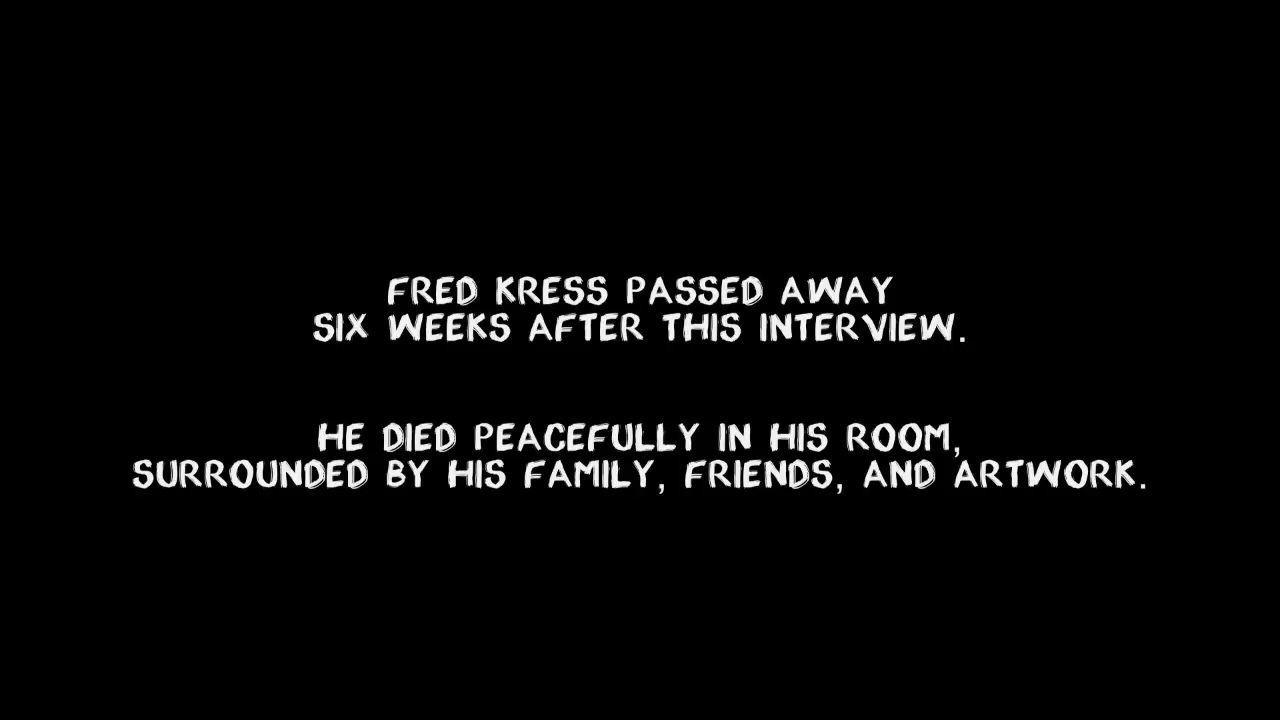 FRED KRESS PASSED AWAY
SIX WEEKS AFTER THIS INTERVIEW.
HE DIED PEACEFULLY IN HIS ROOM,
SURROUNDED BY HIS FAMILY, FRIENDS, AND ARTWORK.